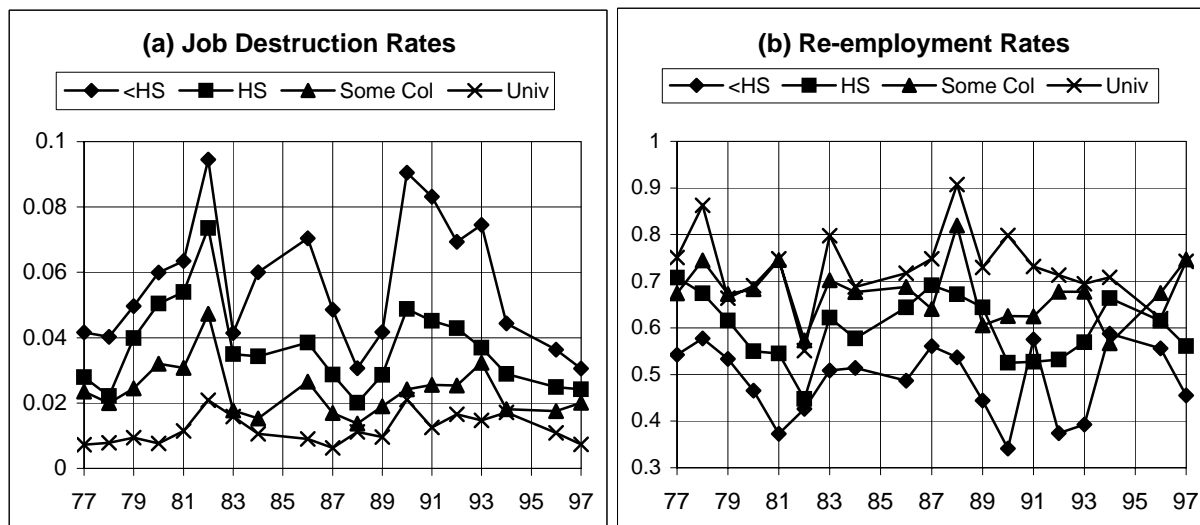 (a) Job Destruction Rates
<HS HS Some Col Univ
0.1
0.08
0.06
0.04
0.02
0
77 79 81 83 85 87 89 91 93 95 97
(b) Re-employment Rates
<HS HS Some Col Univ
1
0.9
0.8
0.7
0.6
0.5
0.4
0.3
77 79 81 83 85 87 89 91 93 95 97